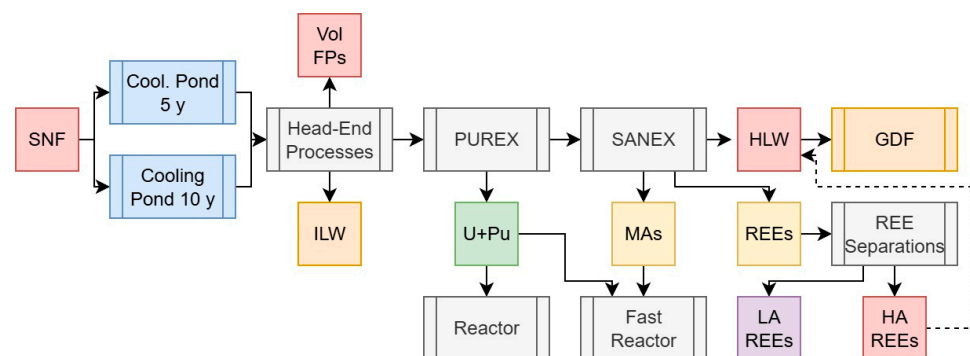 Vol
FPs
Cool. Pond
5 y
SNF
Head-End
Processes
PUREX
SANEX
HLW
GDF
Cooling
Pond 10 y
ILW
U+Pu
MAs
REEs
REE
Separations
Reactor
Fast
Reactor
LA
REEs
HA
REEs